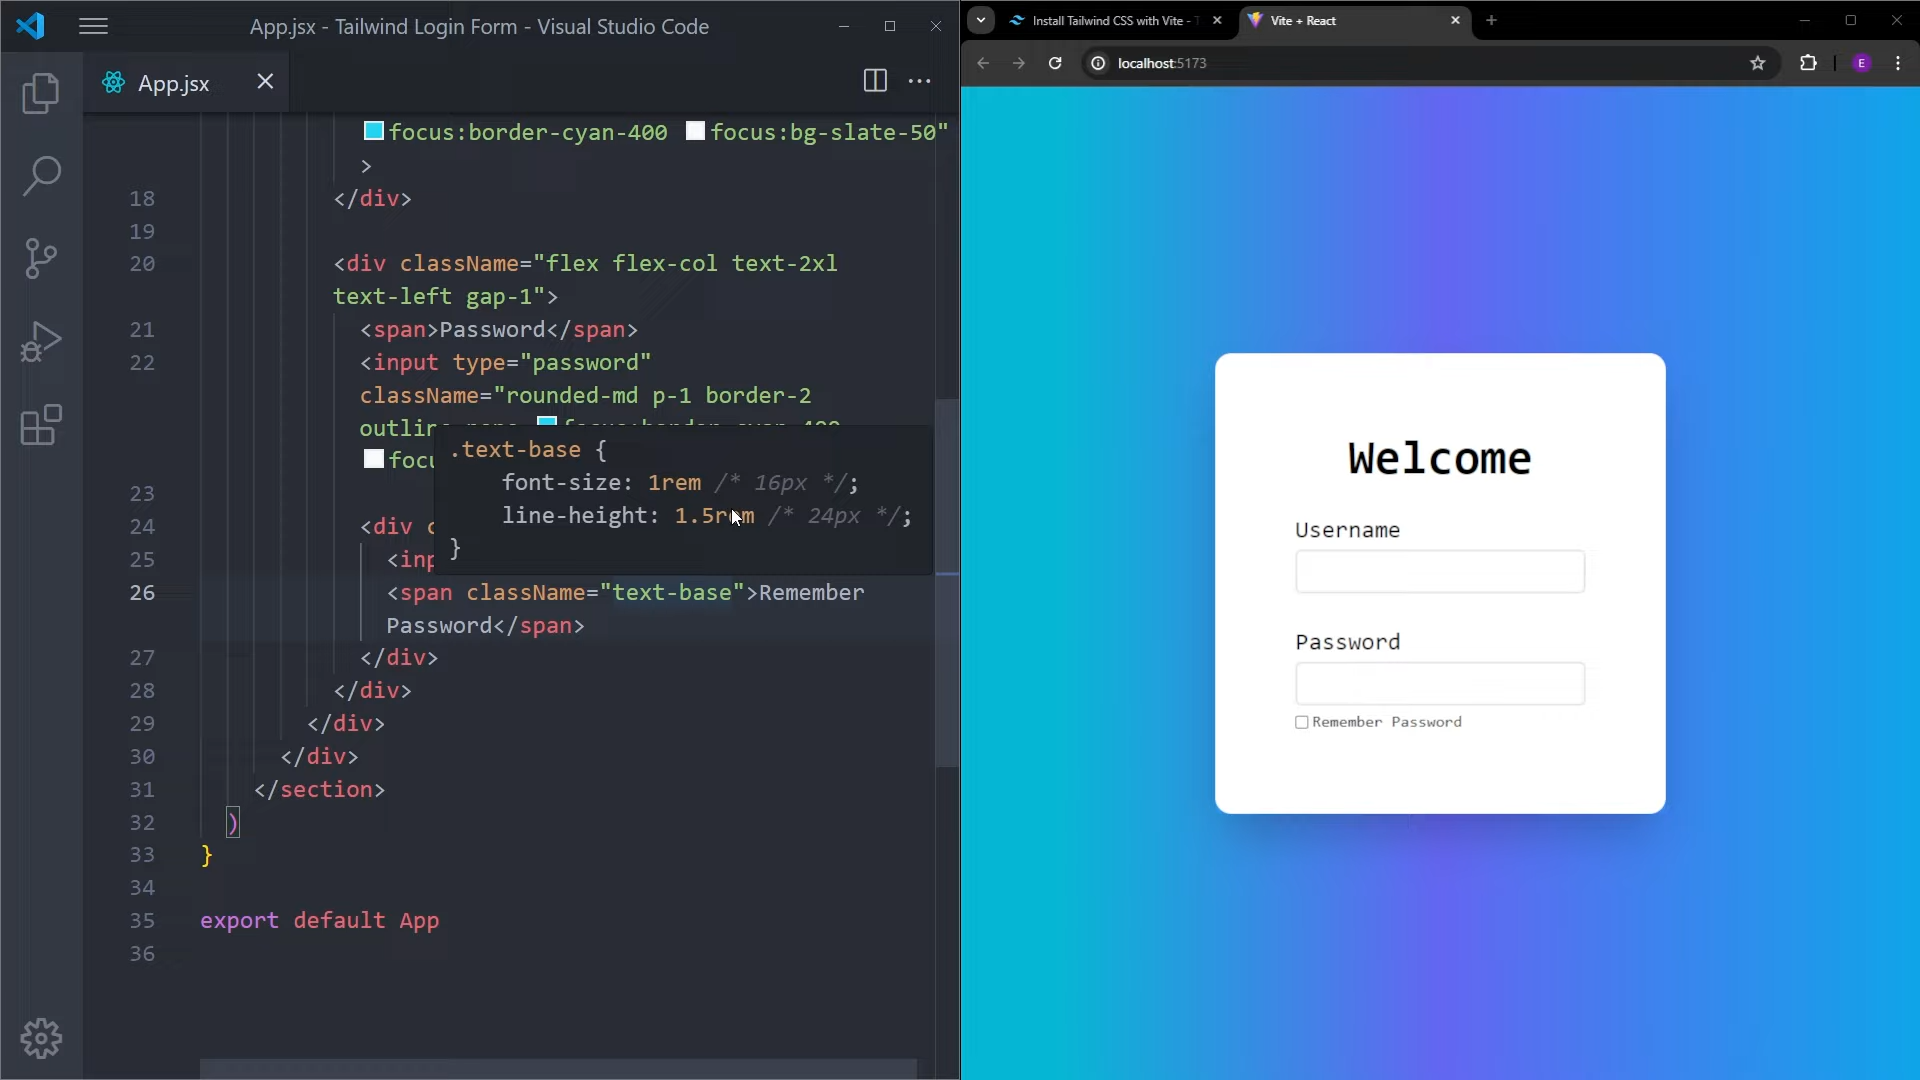 App.jsx - Tailwind Login Form - Visual Studio Code
App.jsx
focus:border-cyan-400 focus:bg-slate-50"
>
18 </div>
19
20 <div className="flex flex-col text-2xl
text-left gap-1">
21 <span>Password</span>
22 <input type="password"
className="rounded-md p-1 border-2
outlin
focu
.text-base {
font-size: 1rem /* 16px */;
line-height: 1.5rem /* 24px */;
}
23
24 <div c
25 <inp
26 <span className="text-base">Remember
Password</span>
27 </div>
28 </div>
29 </div>
30 </div>
31 </section>
32 )
33 }
34
35 export default App
36
Install Tailwind CSS with Vite -
Vite + React
localhost:5173
E
Welcome
Username
Password
Remember Password